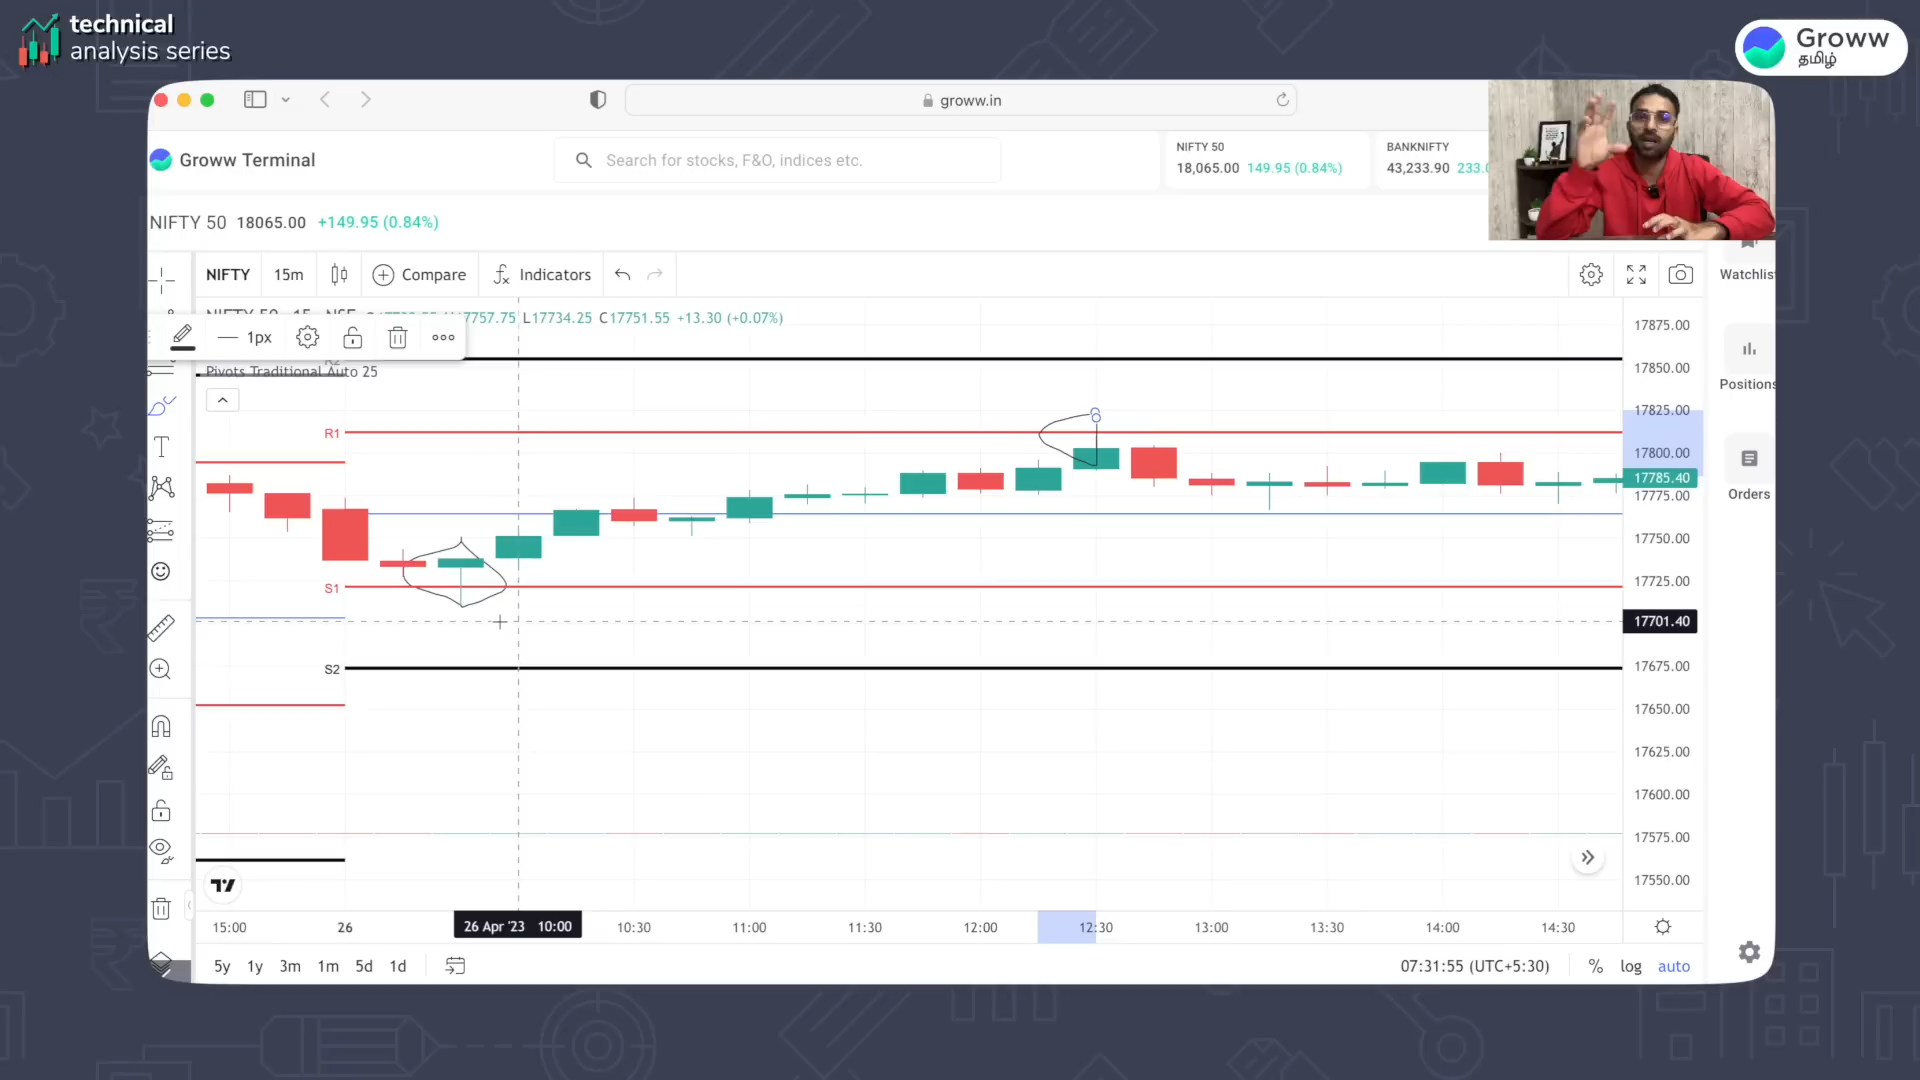 technical
analysis series
Groww
தமிழ்
groww.in
Groww Terminal
Search for stocks, F&O, indices etc.
NIFTY 50
18,065.00 149.95 (0.84%)
BANKNIFTY
43,233.90 233.0
NIFTY 50 18065.00 +149.95 (0.84%)
NIFTY 15m Compare Indicators
Watchlist
7757.75 L17734.25 C17751.55 +13.30 (+0.07%)
1px
Pivots Traditional Auto 25
R1
S1
S2
17875.00
17850.00
17825.00
17800.00
17785.40
17775.00
17750.00
17725.00
17701.40
17675.00
17650.00
17625.00
17600.00
17575.00
17550.00
Positions
Orders
15:00 26 26 Apr '23 10:00 10:30 11:00 11:30 12:00 12:30 13:00 13:30 14:00 14:30
5y 1y 3m 1m 5d 1d
07:31:55 (UTC+5:30) % log auto